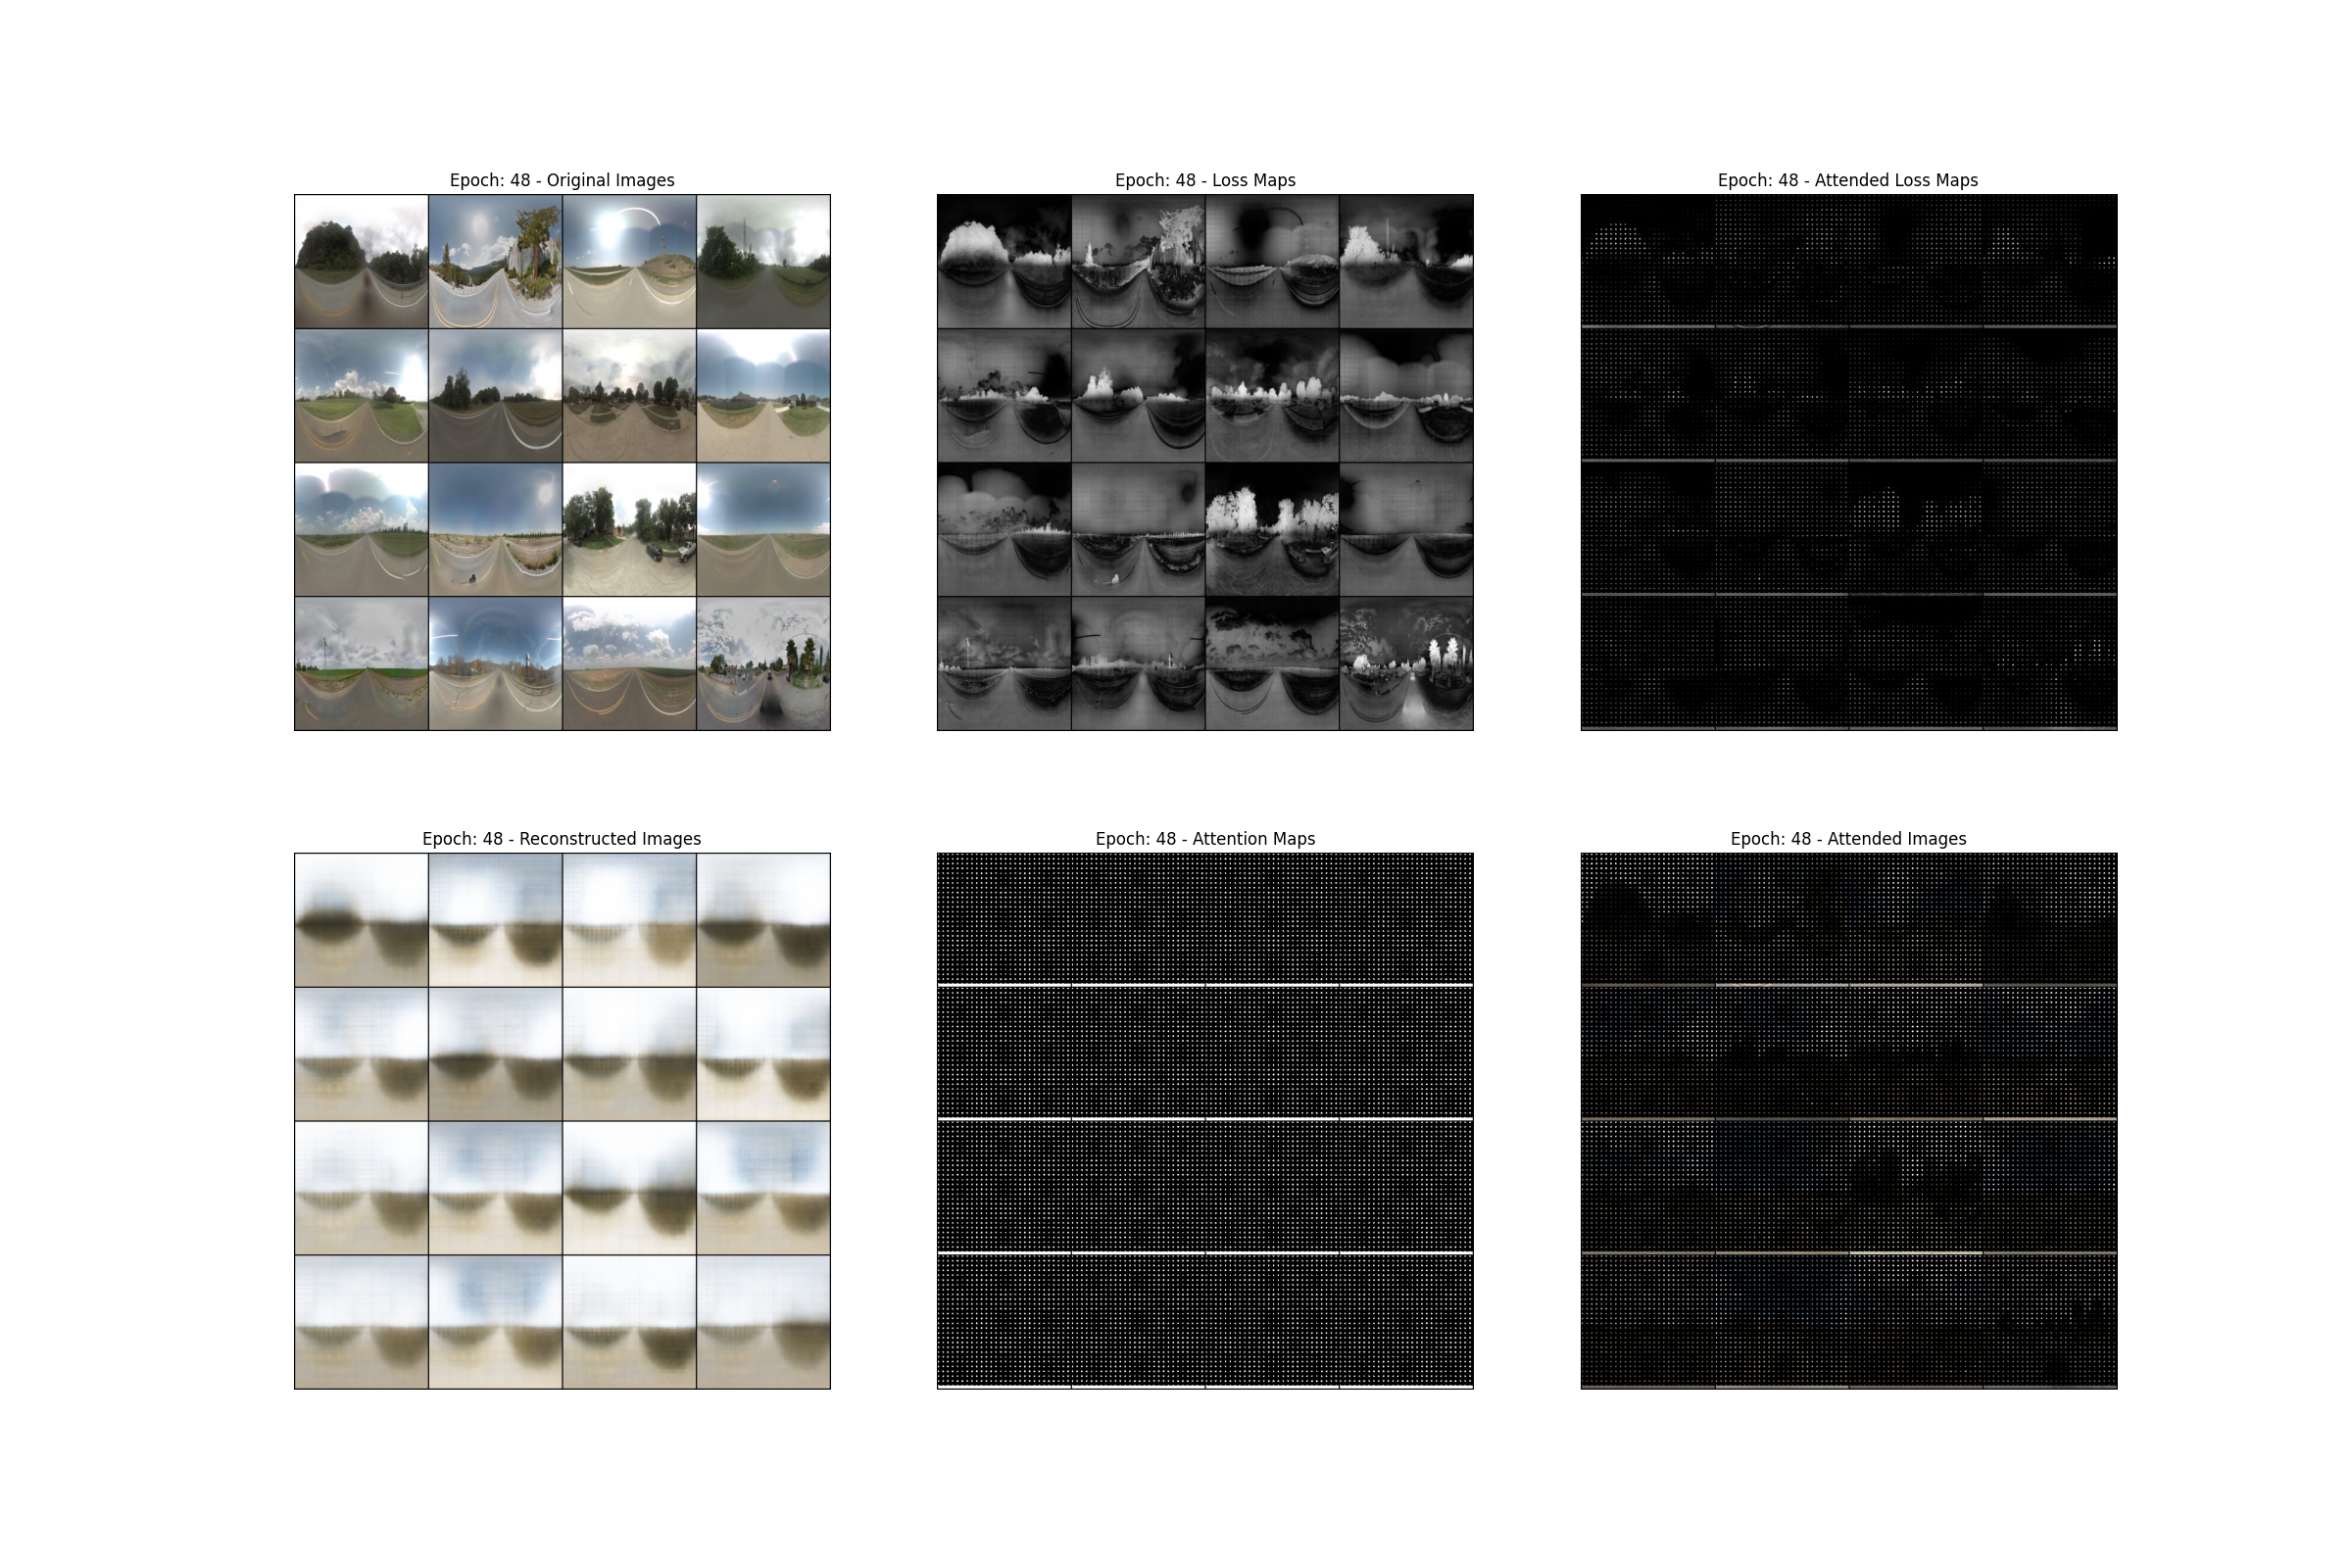 Epoch: 48 - Original Images
Epoch: 48 - Loss Maps
Epoch: 48 - Attended Loss Maps
Epoch: 48 - Reconstructed Images
Epoch: 48 - Attention Maps
Epoch: 48 - Attended Images